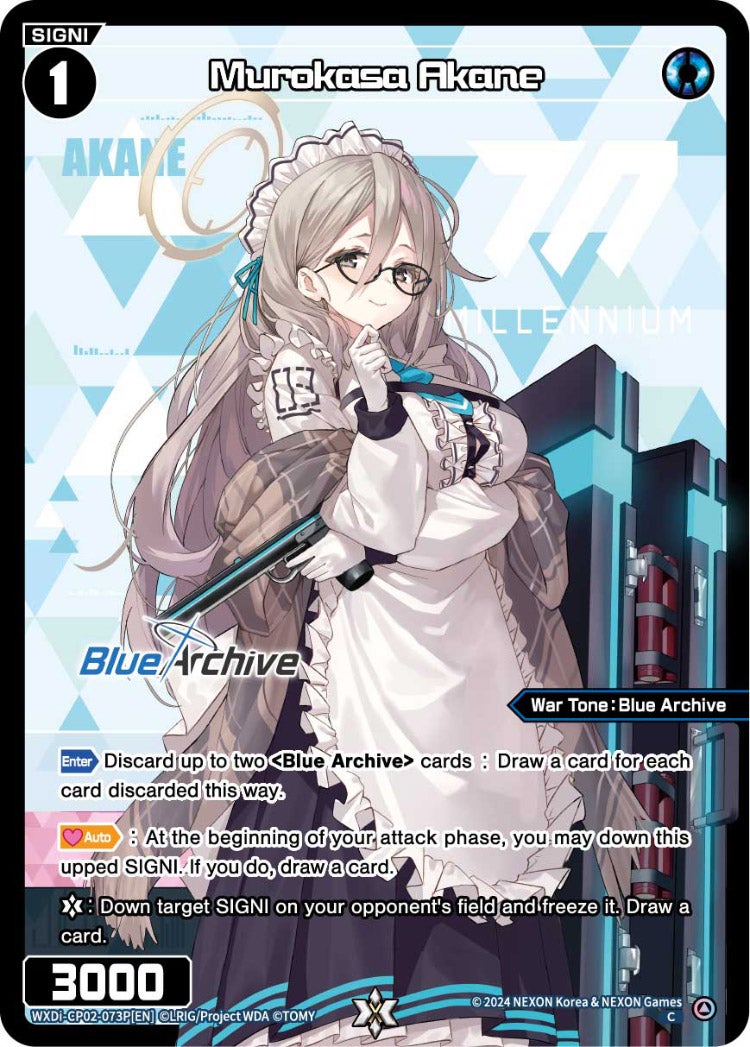 SIGNI
1
Murokasa Akane
AKANE
MILLENNIUM
05
Blue Archive
War Tone:Blue Archive
Enter Discard up to two <Blue Archive> cards : Draw a card for each
card discarded this way.
Auto : At the beginning of your attack phase, you may down this
upped SIGNI. If you do, draw a card.
: Down target SIGNI on your opponent's field and freeze it. Draw a
card.
3000
WXDi-CP02-073P[EN] ©LRIG/Project WDA ©TOMY
© 2024 NEXON Korea & NEXON Games
C